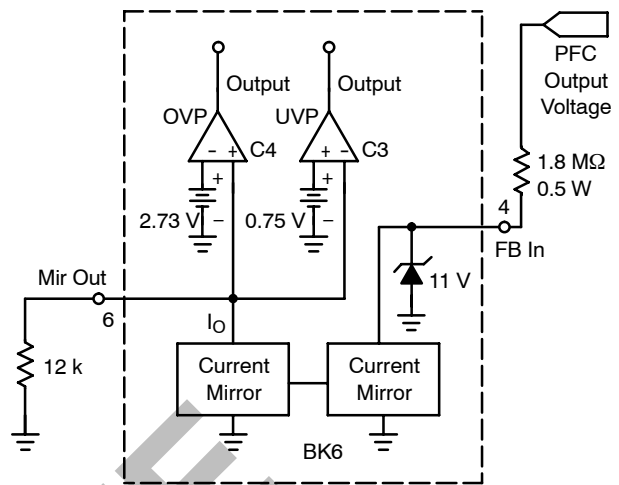 PFC
Output
Voltage
Output
Output
OVP
UVP
- +
C4
+ -
C3
+
2.73 V
−
+
0.75 V
−
1.8 MΩ
0.5 W
4
FB In
11 V
Mir Out
6
IO
12 k
Current
Mirror
Current
Mirror
BK6